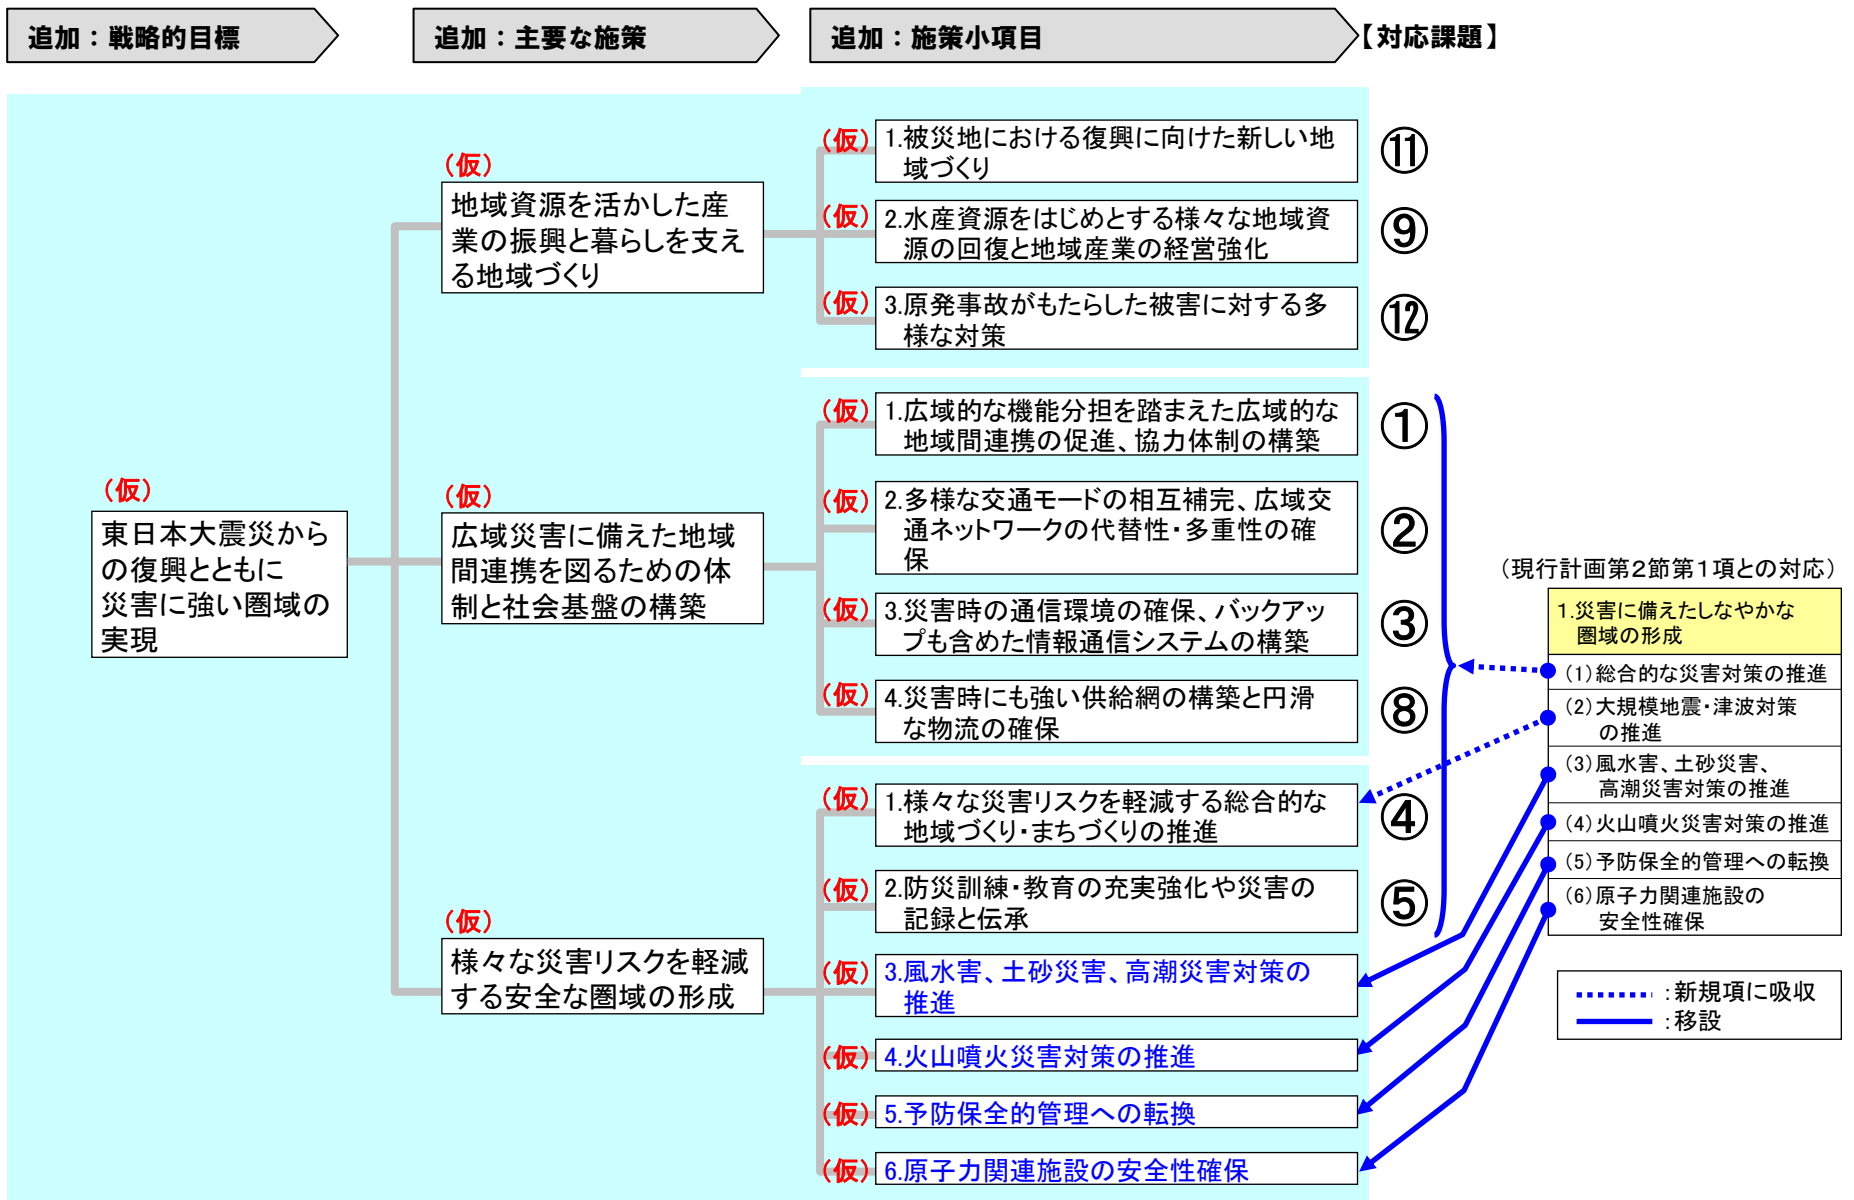 追加：戦略的目標
追加：主要な施策
追加：施策小項目
【対応課題】
（仮）
東日本大震災から
の復興とともに
災害に強い圏域の
実現
（仮）
地域資源を活かした産
業の振興と暮らしを支え
る地域づくり
（仮）
1.被災地における復興に向けた新しい地
域づくり
⑪
（仮）
2.水産資源をはじめとする様々な地域資
源の回復と地域産業の経営強化
⑨
（仮）
3.原発事故がもたらした被害に対する多
様な対策
⑫
（仮）
広域災害に備えた地域
間連携を図るための体
制と社会基盤の構築
（仮）
1.広域的な機能分担を踏まえた広域的な
地域間連携の促進、協力体制の構築
①
（仮）
2.多様な交通モードの相互補完、広域交
通ネットワークの代替性・多重性の確
保
②
（仮）
3.災害時の通信環境の確保、バックアッ
プも含めた情報通信システムの構築
③
（仮）
4.災害時にも強い供給網の構築と円滑
な物流の確保
⑧
（仮）
様々な災害リスクを軽減
する安全な圏域の形成
（仮）
1.様々な災害リスクを軽減する総合的な
地域づくり・まちづくりの推進
④
（仮）
2.防災訓練・教育の充実強化や災害の
記録と伝承
⑤
（仮）
3.風水害、土砂災害、高潮災害対策の
推進
（仮）
4.火山噴火災害対策の推進
（仮）
5.予防保全的管理への転換
（仮）
6.原子力関連施設の安全性確保
（現行計画第２節第１項との対応）
1.災害に備えたしなやかな
圏域の形成
(1)総合的な災害対策の推進
(2)大規模地震・津波対策
の推進
(3)風水害、土砂災害、
高潮災害対策の推進
(4)火山噴火災害対策の推進
(5)予防保全的管理への転換
(6)原子力関連施設の
安全性確保
：新規項に吸収
：移設